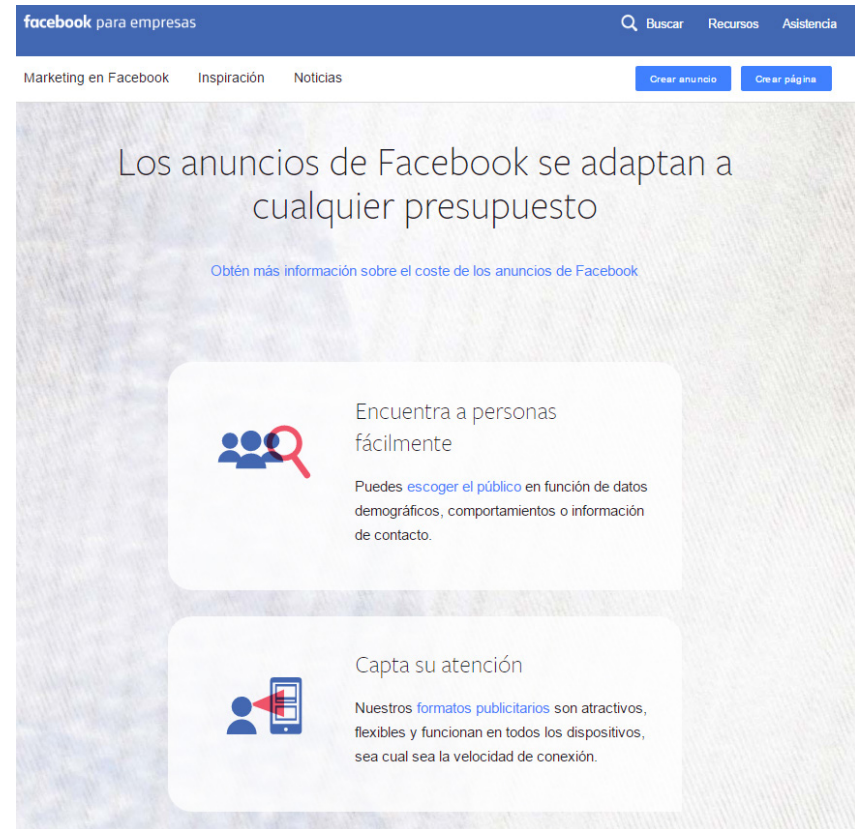 facebook para empresas
Buscar Recursos Asistencia
Marketing en Facebook Inspiración Noticias
Crear anuncio Crear página
Los anuncios de Facebook se adaptan a
cualquier presupuesto
Obtén más información sobre el coste de los anuncios de Facebook
Encuentra a personas
fácilmente
Puedes escoger el público en función de datos
demográficos, comportamientos o información
de contacto.
Capta su atención
Nuestros formatos publicitarios son atractivos,
flexibles y funcionan en todos los dispositivos,
sea cual sea la velocidad de conexión.